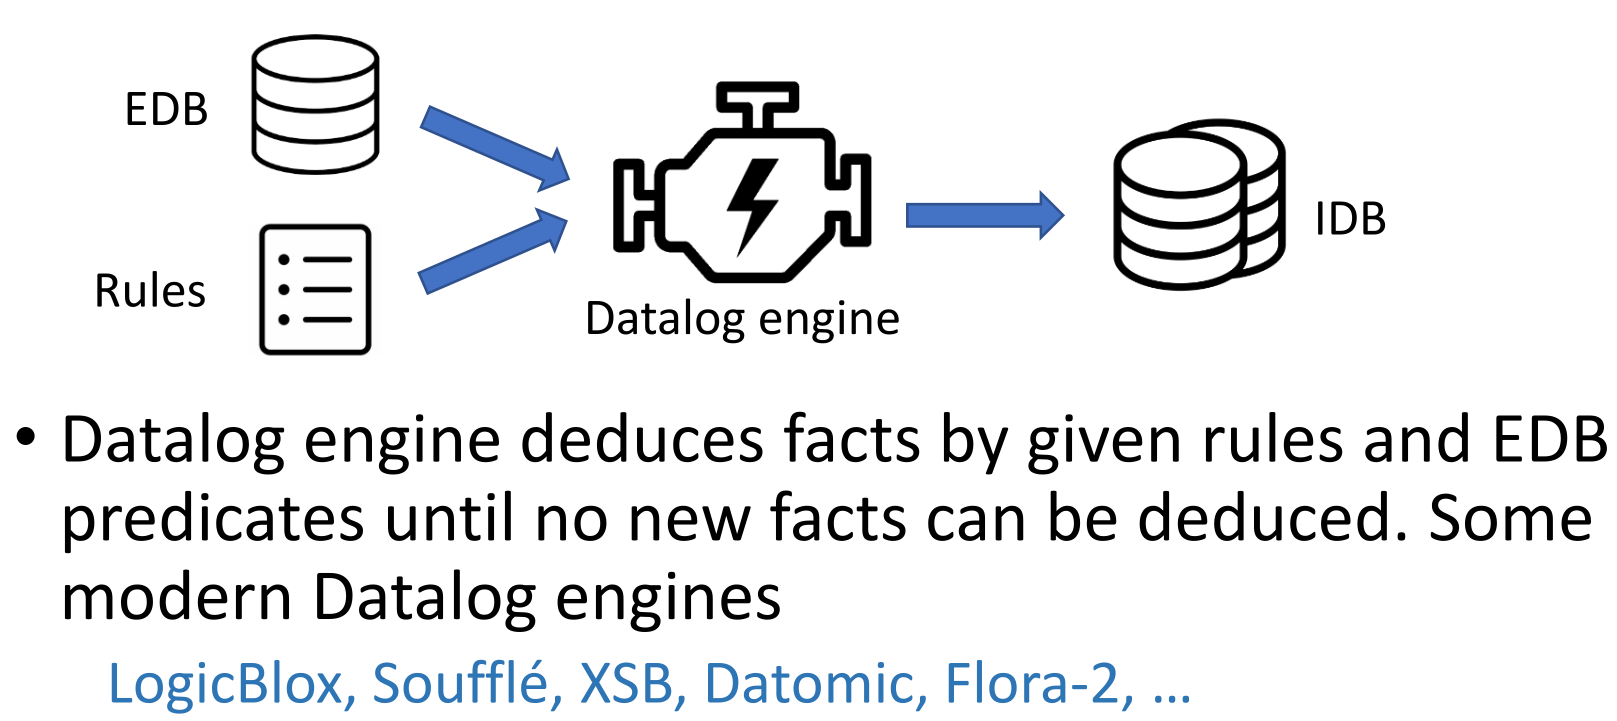 EDB
Rules
Datalog engine
IDB
• Datalog engine deduces facts by given rules and EDB
predicates until no new facts can be deduced. Some
modern Datalog engines
LogicBlox, Soufflé, XSB, Datomic, Flora-2, …